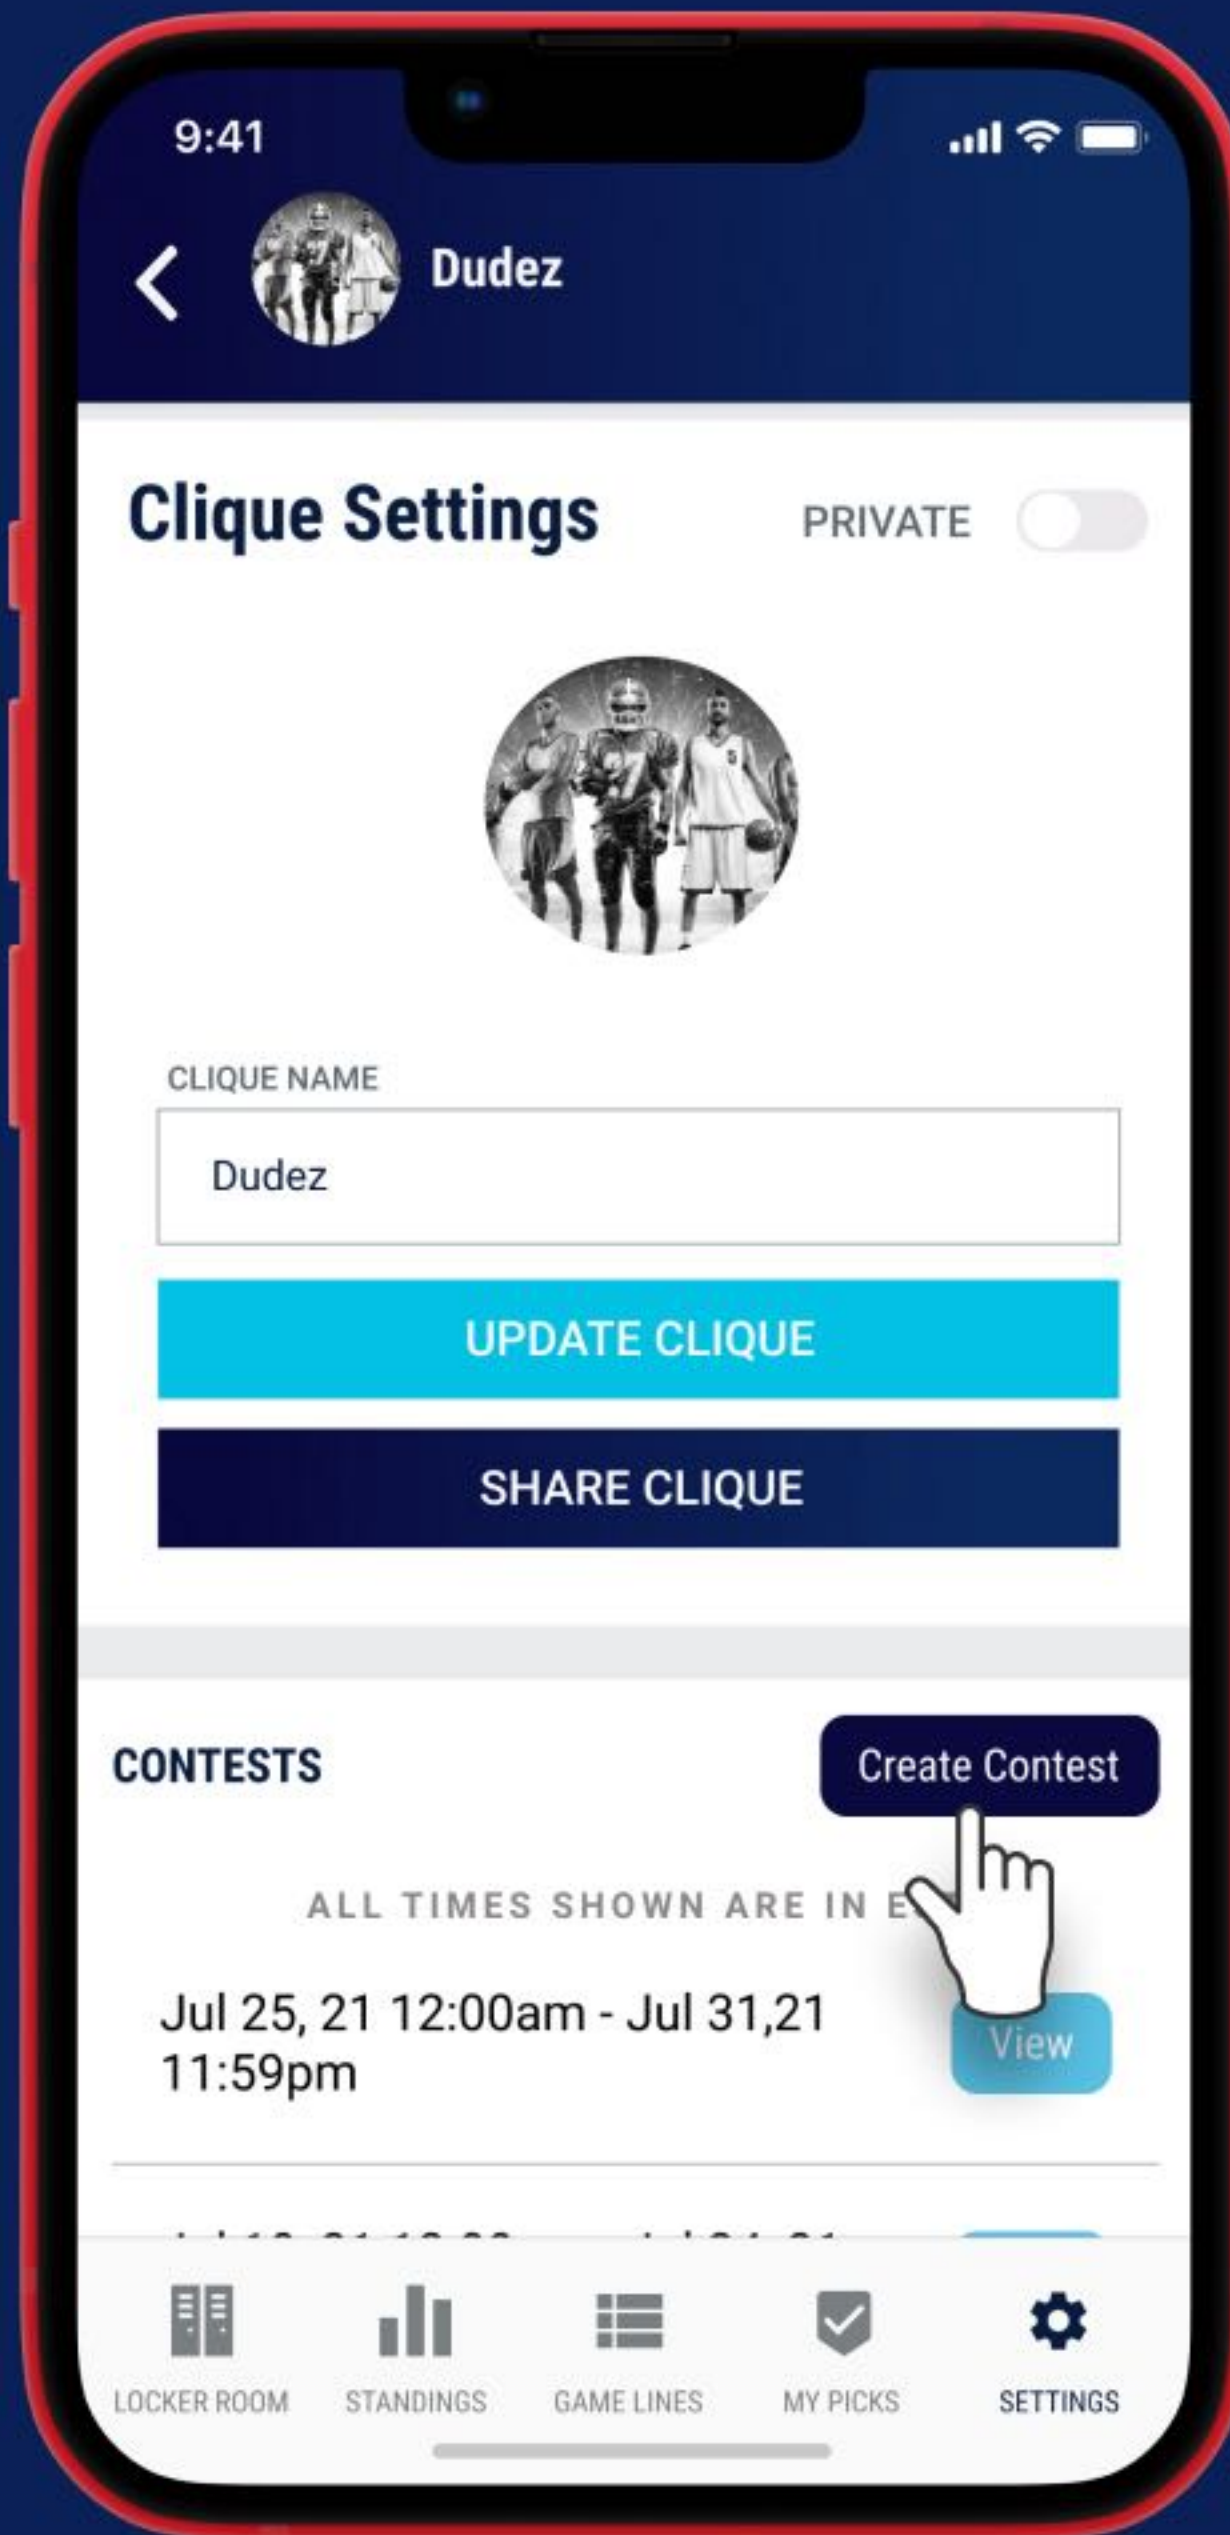 9:41
Dudez
Clique Settings
PRIVATE
CLIQUE NAME
Dudez
UPDATE CLIQUE
SHARE CLIQUE
CONTESTS
Create Contest
ALL TIMES SHOWN ARE IN
Jul 25, 21 12:00am - Jul 31,21
11:59pm
View
LOCKER ROOM
STANDINGS
GAME LINES
MY PICKS
SETTINGS